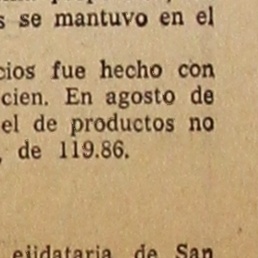 se mantuvo en el
cios fue hecho con
cien. En agosto de
el de productos no
de 119.86.
ejidataria de San